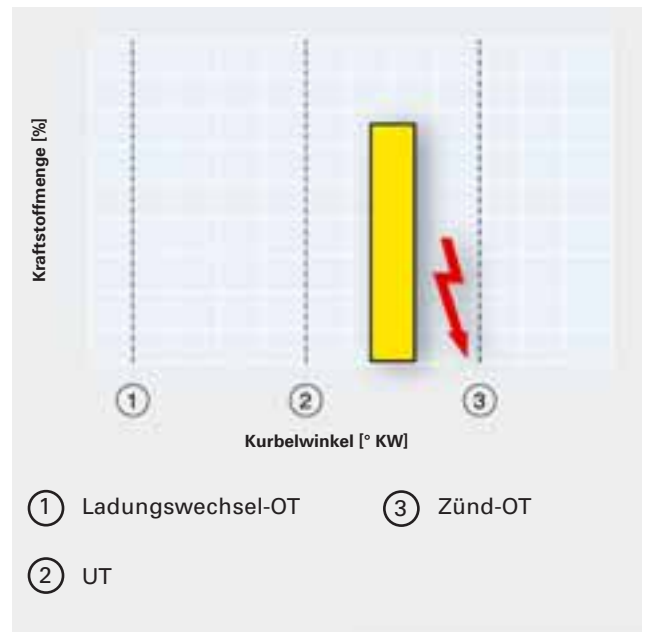 Kraftstoffmenge [%]
1 2 3
Kurbelwinkel [° KW]
1 Ladungswechsel-OT 3 Zünd-OT
2 UT